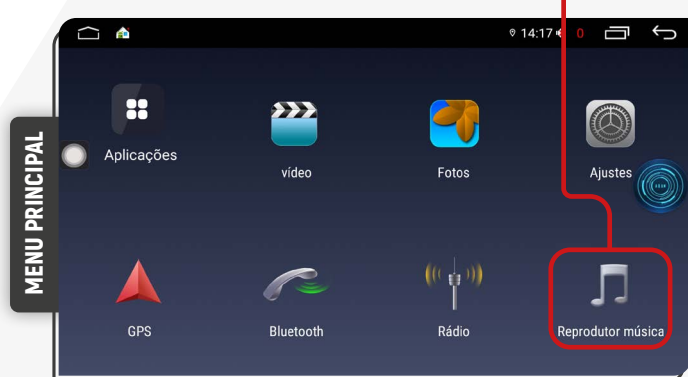 MENU PRINCIPAL
14:17 0
Aplicações
vídeo
Fotos
Ajustes
GPS
Bluetooth
Rádio
Reprodutor música